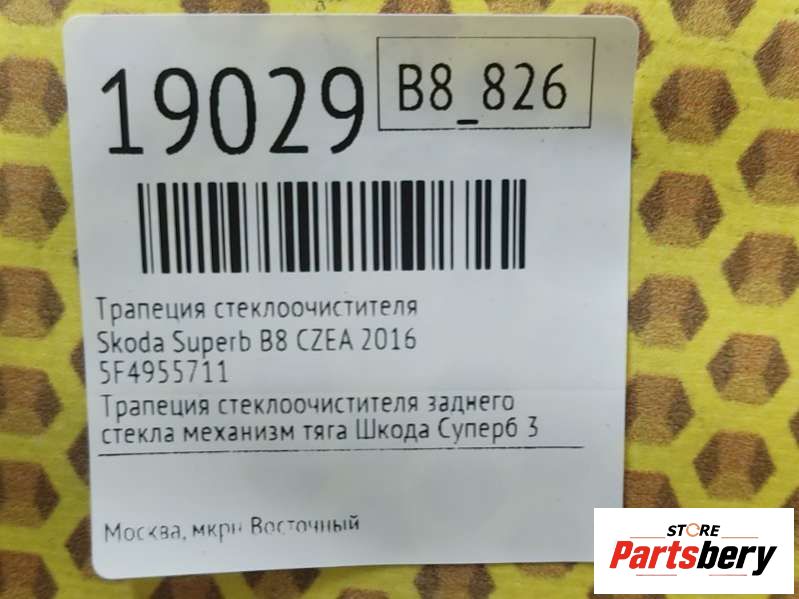 19029
B8_826
Трапеция стеклоочистителя
Skoda Superb B8 CZEA 2016
5F4955711
Трапеция стеклоочистителя заднего
стекла механизм тяга Шкода Суперб 3
Москва, мкрн Восточный
STORE
Partsbery